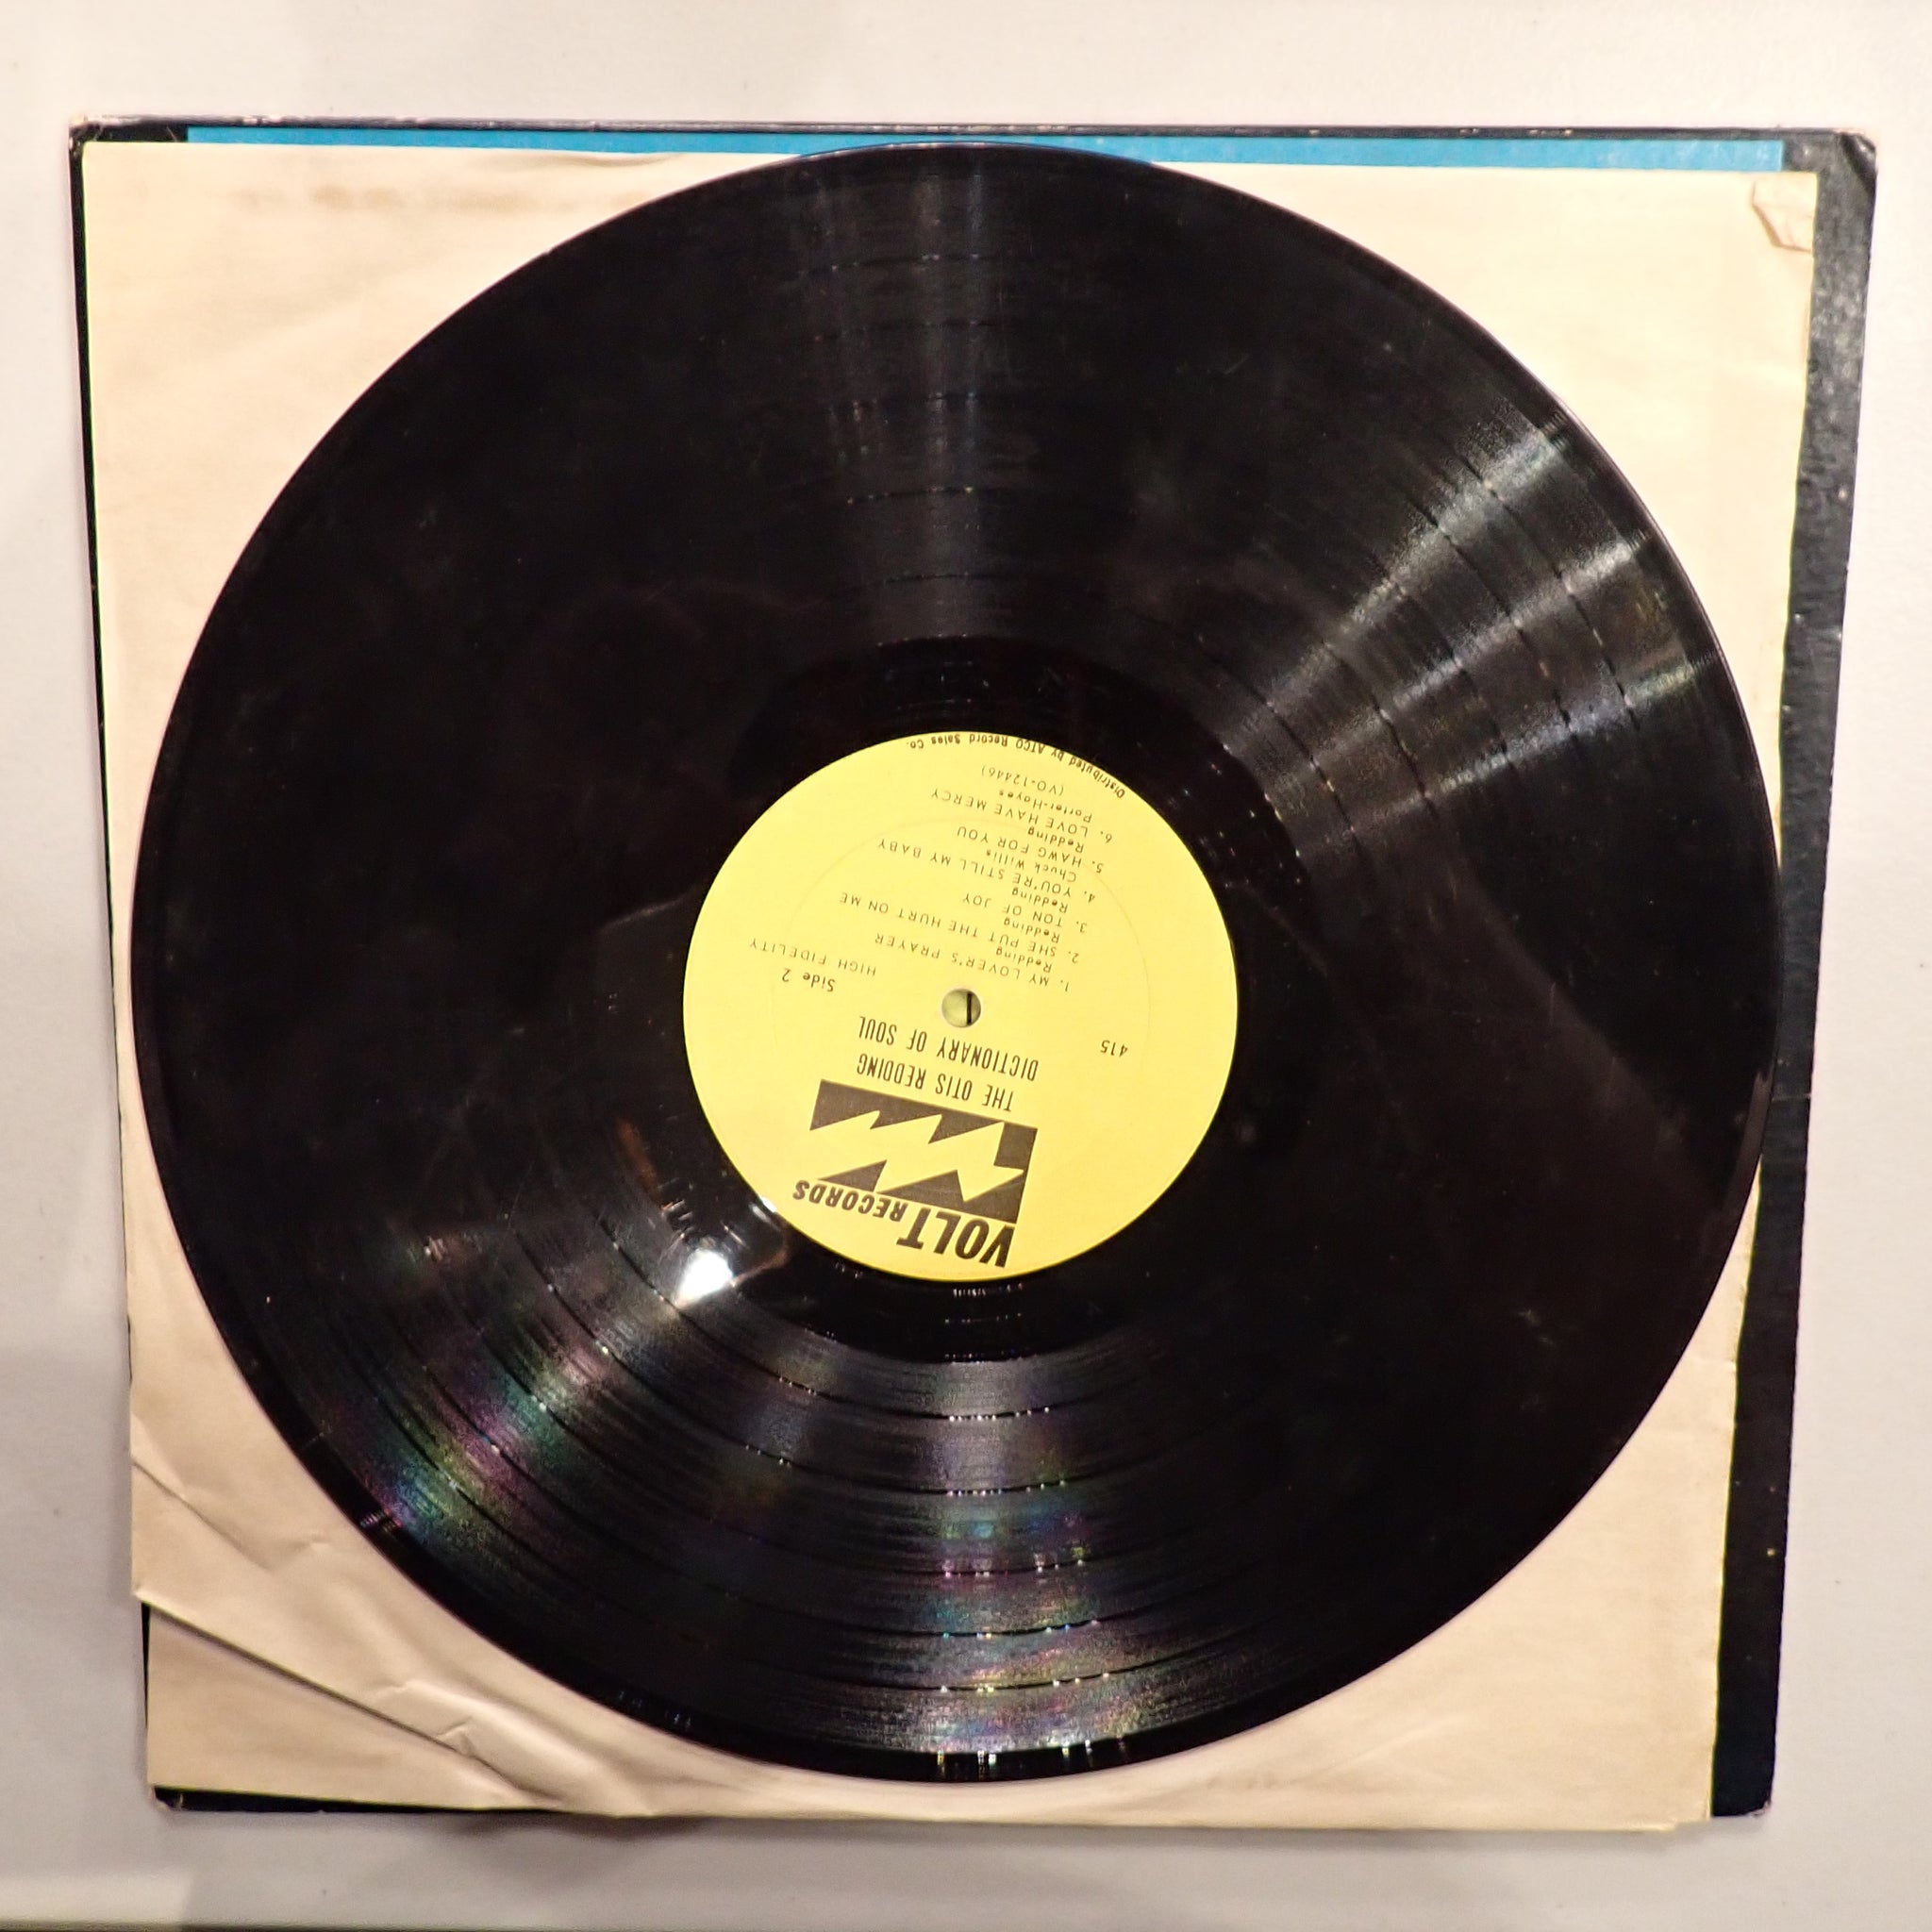 VOLT RECORDS
THE OTIS REDDING
DICTIONARY OF SOUL
415
Side 2
HIGH FIDELITY
1. MY LOVER'S PRAYER
Redding
2. SHE PUT THE HURT ON ME
Redding
3. TON OF JOY
Redding
4. YOU'RE STILL MY BABY
Chuck Willis
5. HAWG FOR YOU
Redding
6. LOVE HAVE MERCY
Porter-Hayes
(VO-12446)
Distributed by ATCO Record Sales Co.